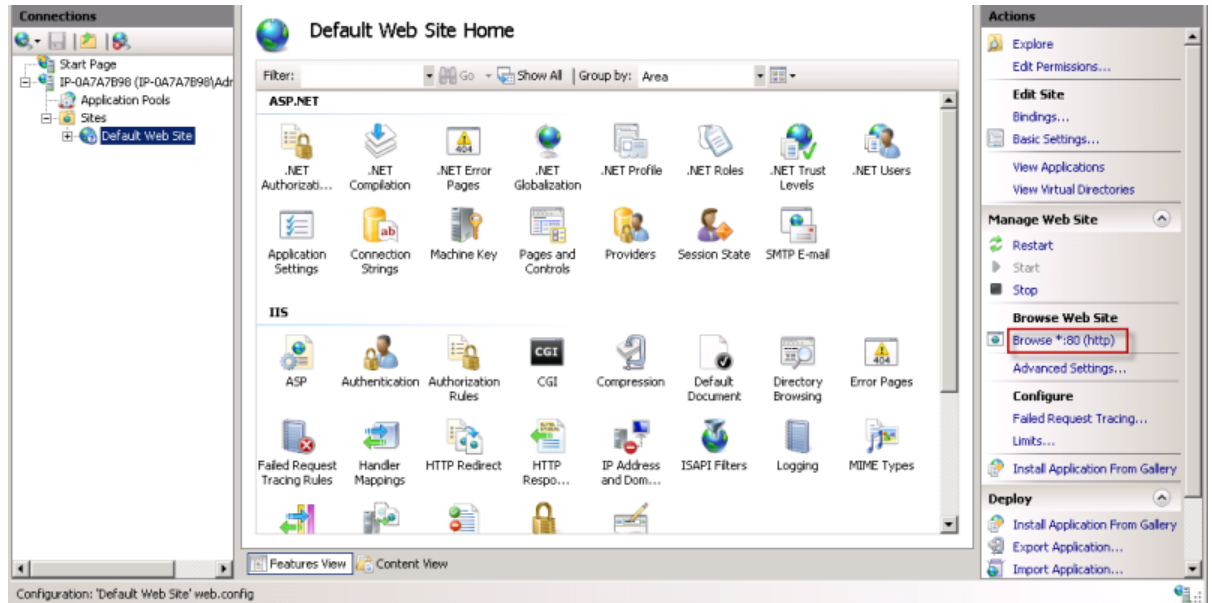 Connections
Start Page
IP-0A7A7B98 (IP-0A7A7B98\Adr
Application Pools
Sites
Default Web Site
Default Web Site Home
Filter: Go Show All Group by: Area
ASP.NET
.NET Authorizati...
.NET Compilation
.NET Error Pages
.NET Globalization
.NET Profile
.NET Roles
.NET Trust Levels
.NET Users
Application Settings
Connection Strings
Machine Key
Pages and Controls
Providers
Session State
SMTP E-mail
IIS
ASP
Authentication
Authorization Rules
CGI
CGI
Compression
Default Document
Directory Browsing
Error Pages
Failed Request Tracing Rules
Handler Mappings
HTTP Redirect
HTTP Respo...
IP Address and Dom...
ISAPI Filters
Logging
MIME Types
Features View Content View
Configuration: 'Default Web Site' web.config
Actions
Explore
Edit Permissions...
Edit Site
Bindings...
Basic Settings...
View Applications
View Virtual Directories
Manage Web Site
Restart
Start
Stop
Browse Web Site
Browse *:80 (http)
Advanced Settings...
Configure
Failed Request Tracing...
Limits...
Install Application From Gallery
Deploy
Install Application From Gallery
Export Application...
Import Application...